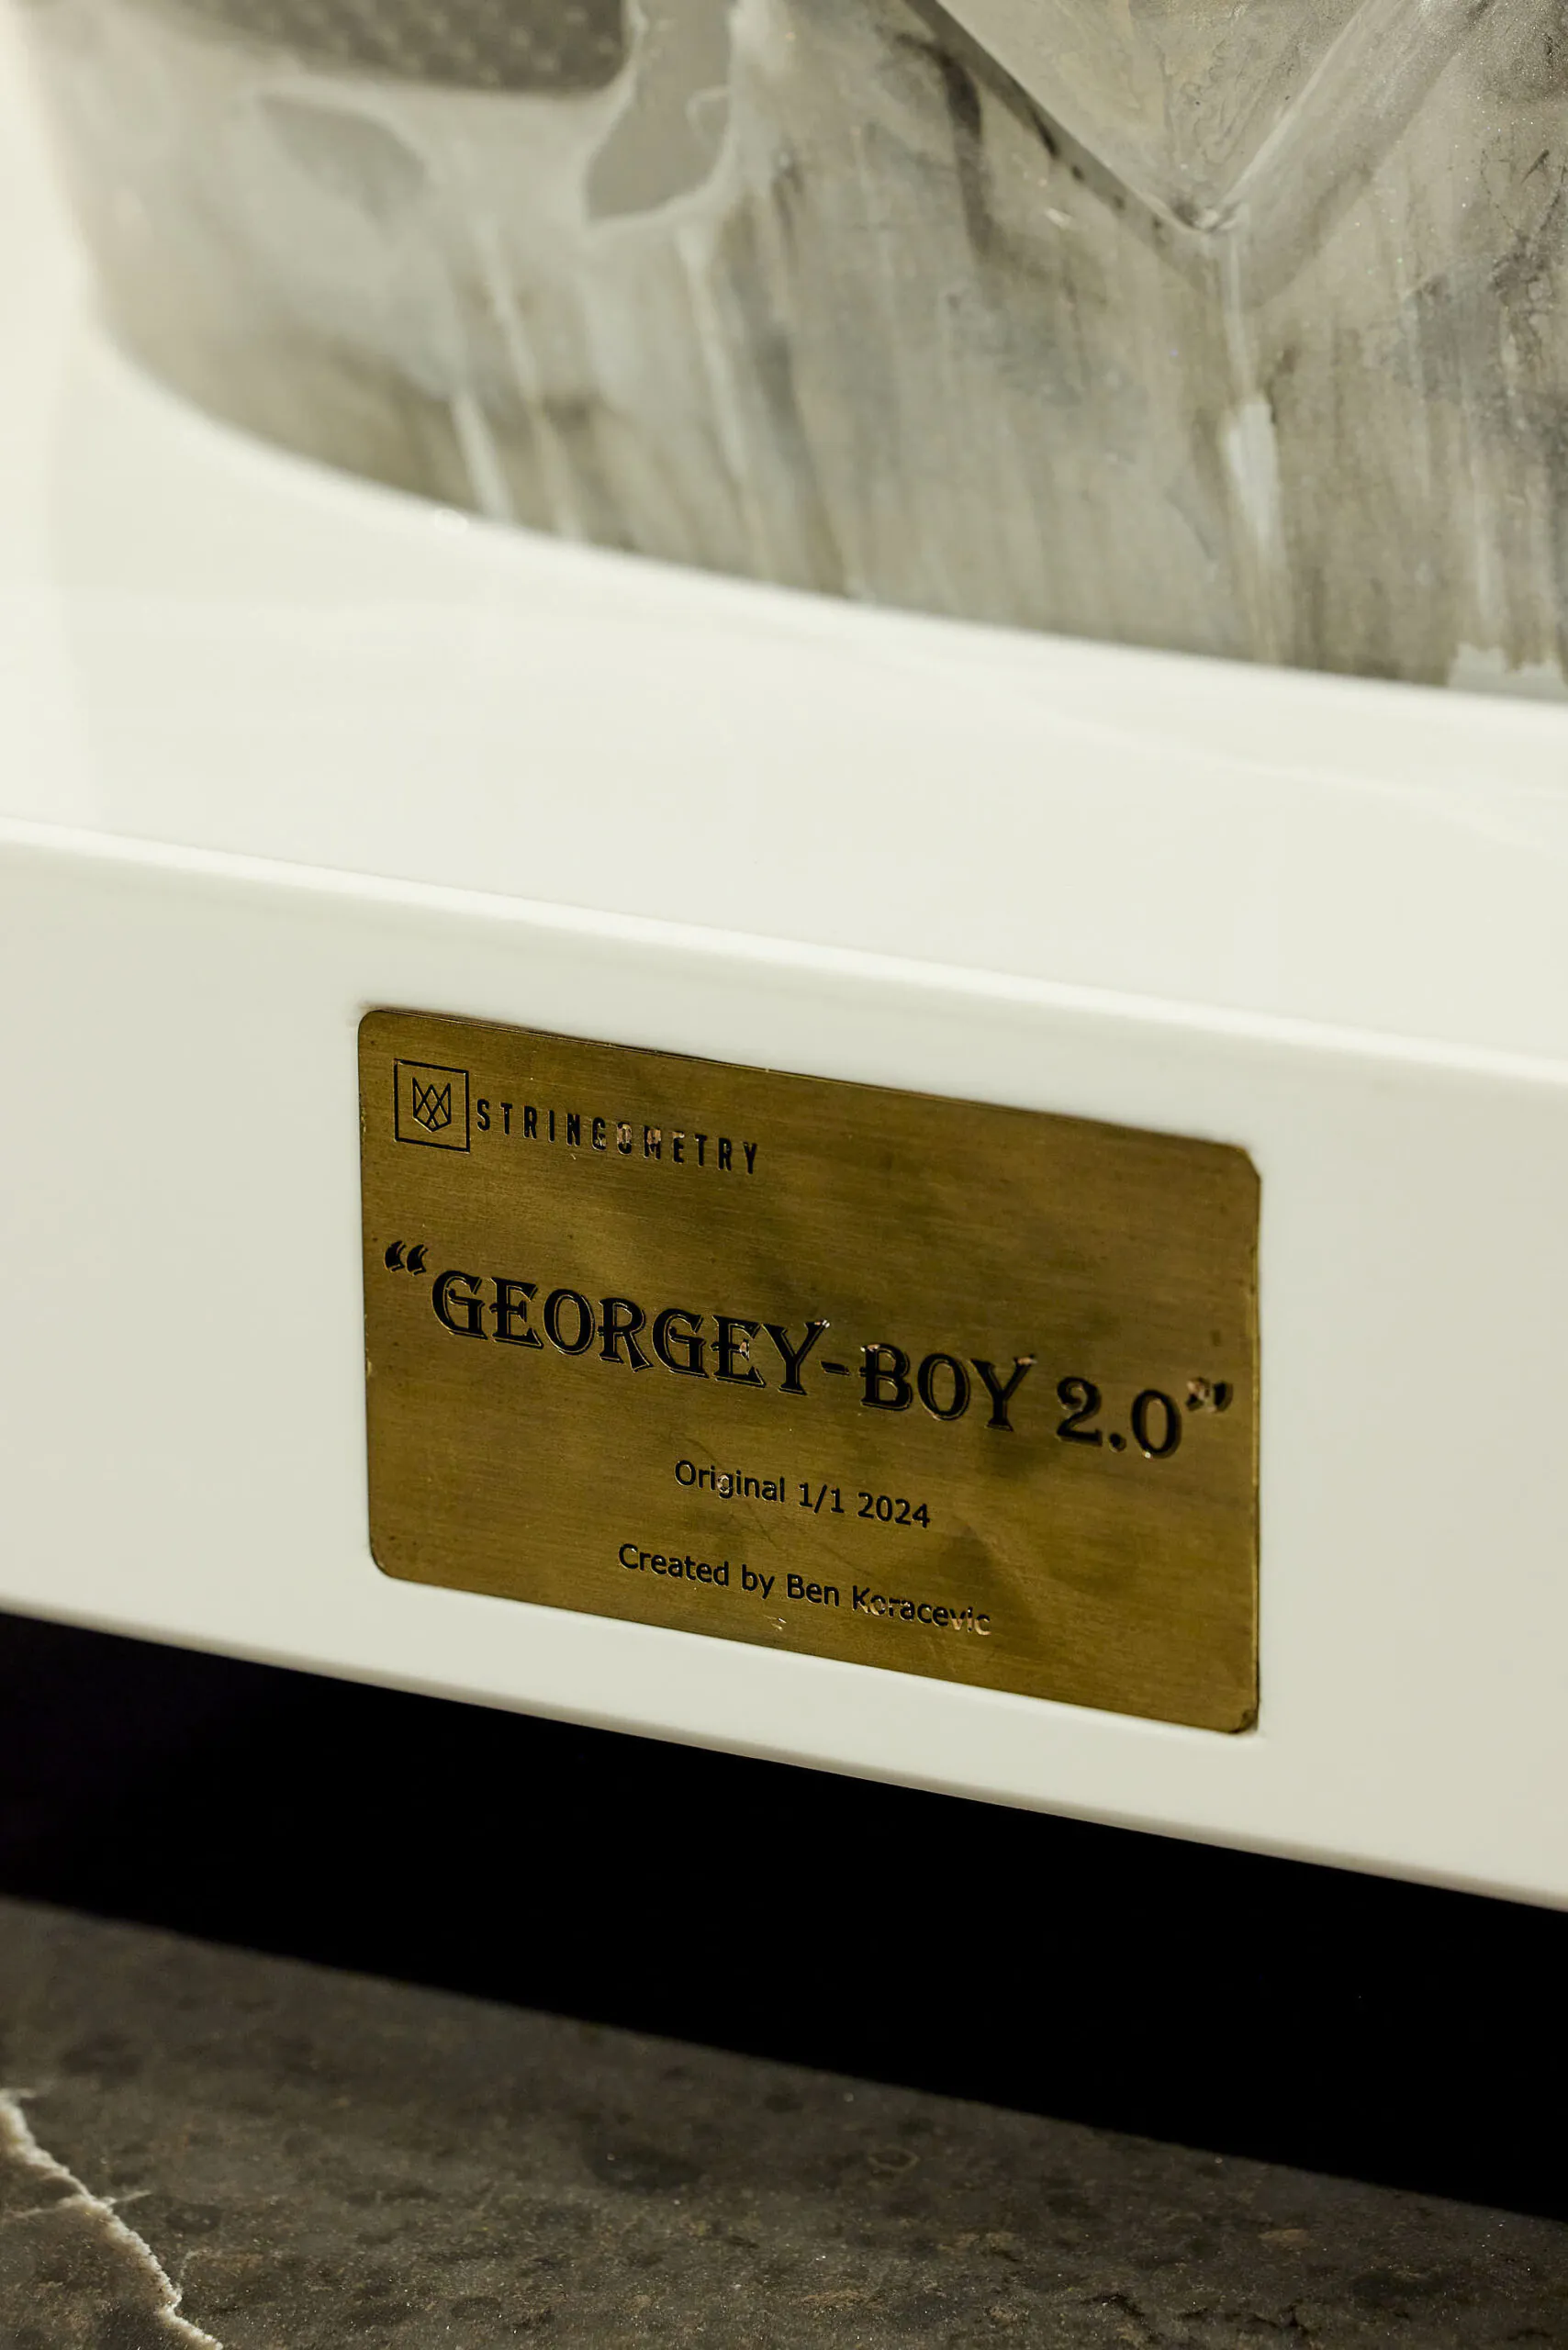 STRINGOMETRY
“GEORGEY-BOY 2.0”
Original 1/1 2024
Created by Ben Koracevic